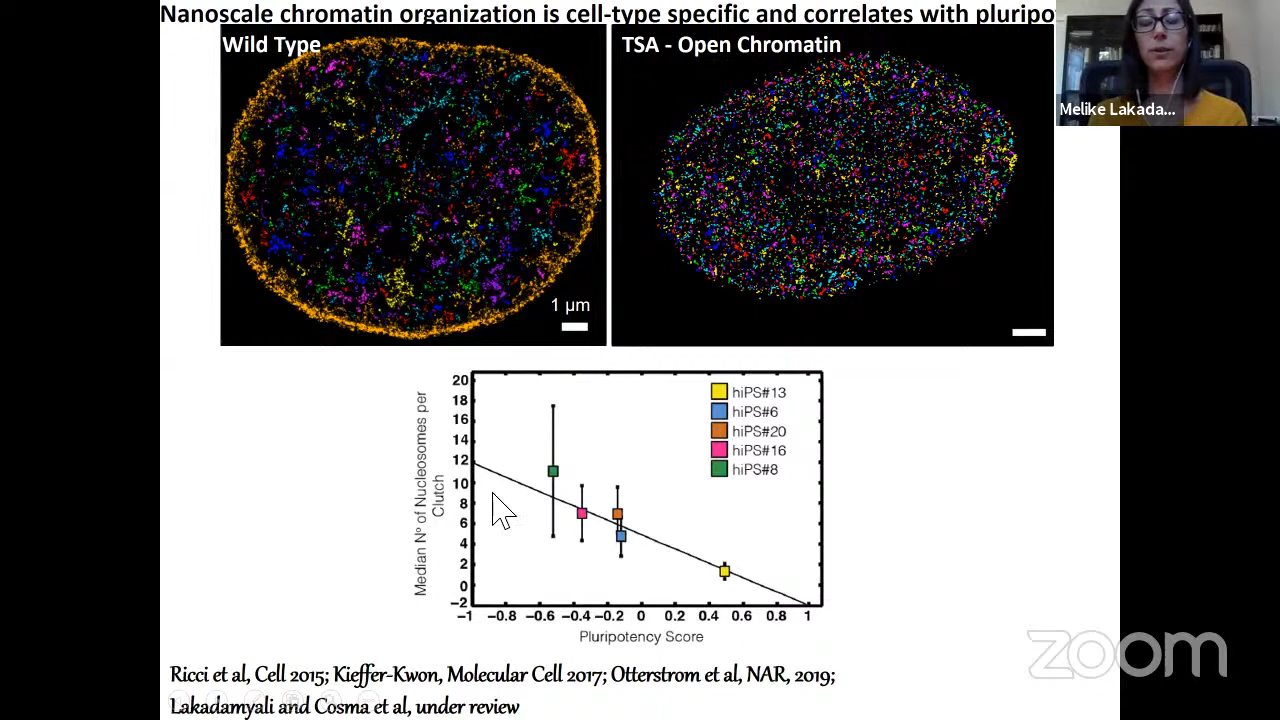 Nanoscale chromatin organization is cell-type specific and correlates with pluripo
Wild Type
TSA - Open Chromatin
Melike Lakada...
1 µm
Median Nº of Nucleosomes per
Clutch
20
18
16
14
12
10
8
6
4
2
0
−2
hiPS#13
hiPS#6
hiPS#20
hiPS#16
hiPS#8
−1 −0.8 −0.6 −0.4 −0.2 0 0.2 0.4 0.6 0.8 1
Pluripotency Score
zoom
Ricci et al, Cell 2015; Kieffer-Kwon, Molecular Cell 2017; Otterstrom et al, NAR, 2019;
Lakadamyali and Cosma et al, under review